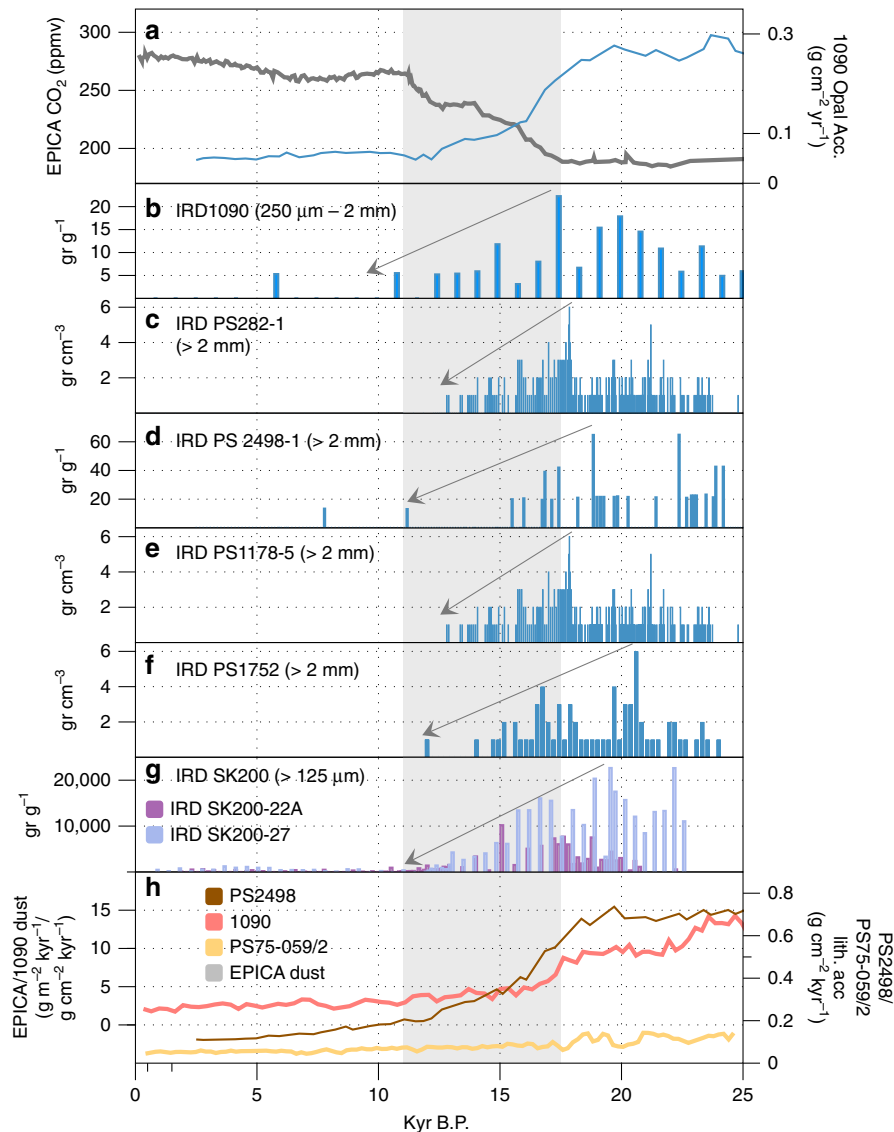 a
300
250
200
EPICA CO₂ (ppmv)
0.3
0.1
0
1090 Opal Acc.
(g cm⁻² yr⁻¹)
b IRD1090 (250 μm – 2 mm)
20
15
10
5
gr g⁻¹
c IRD PS282-1
(> 2 mm)
6
4
2
gr cm⁻³
d IRD PS 2498-1 (> 2 mm)
60
40
20
gr g⁻¹
e IRD PS1178-5 (> 2 mm)
6
4
2
gr cm⁻³
f IRD PS1752 (> 2 mm)
6
4
2
gr cm⁻³
g IRD SK200 (> 125 μm)
20,000
10,000
gr g⁻¹
IRD SK200-22A
IRD SK200-27
h
PS2498
1090
PS75-059/2
EPICA dust
15
10
5
0
EPICA/1090 dust
(g m⁻² kyr⁻¹/
g cm⁻² kyr⁻¹)
0.8
0.6
0.4
0.2
0
PS2498/
PS75-059/2
lith. acc
(g cm⁻² kyr⁻¹)
0 5 10 15 20 25
Kyr B.P.